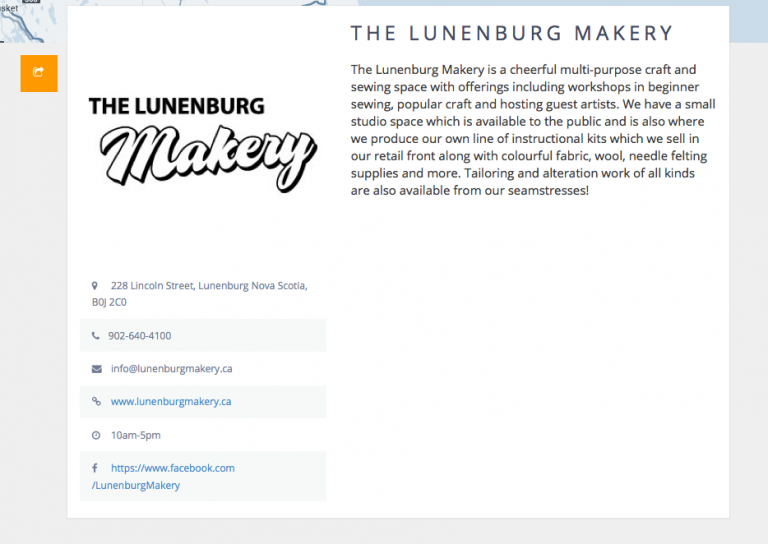 THE LUNENBURG MAKERY
The Lunenburg Makery is a cheerful multi-purpose craft and
sewing space with offerings including workshops in beginner
sewing, popular craft and hosting guest artists. We have a small
studio space which is available to the public and is also where
we produce our own line of instructional kits which we sell in
our retail front along with colourful fabric, wool, needle felting
supplies and more. Tailoring and alteration work of all kinds
are also available from our seamstresses!
THE LUNENBURG
Makery
228 Lincoln Street, Lunenburg Nova Scotia,
B0J 2C0
902-640-4100
info@lunenburgmakery.ca
www.lunenburgmakery.ca
10am-5pm
https://www.facebook.com
/LunenburgMakery